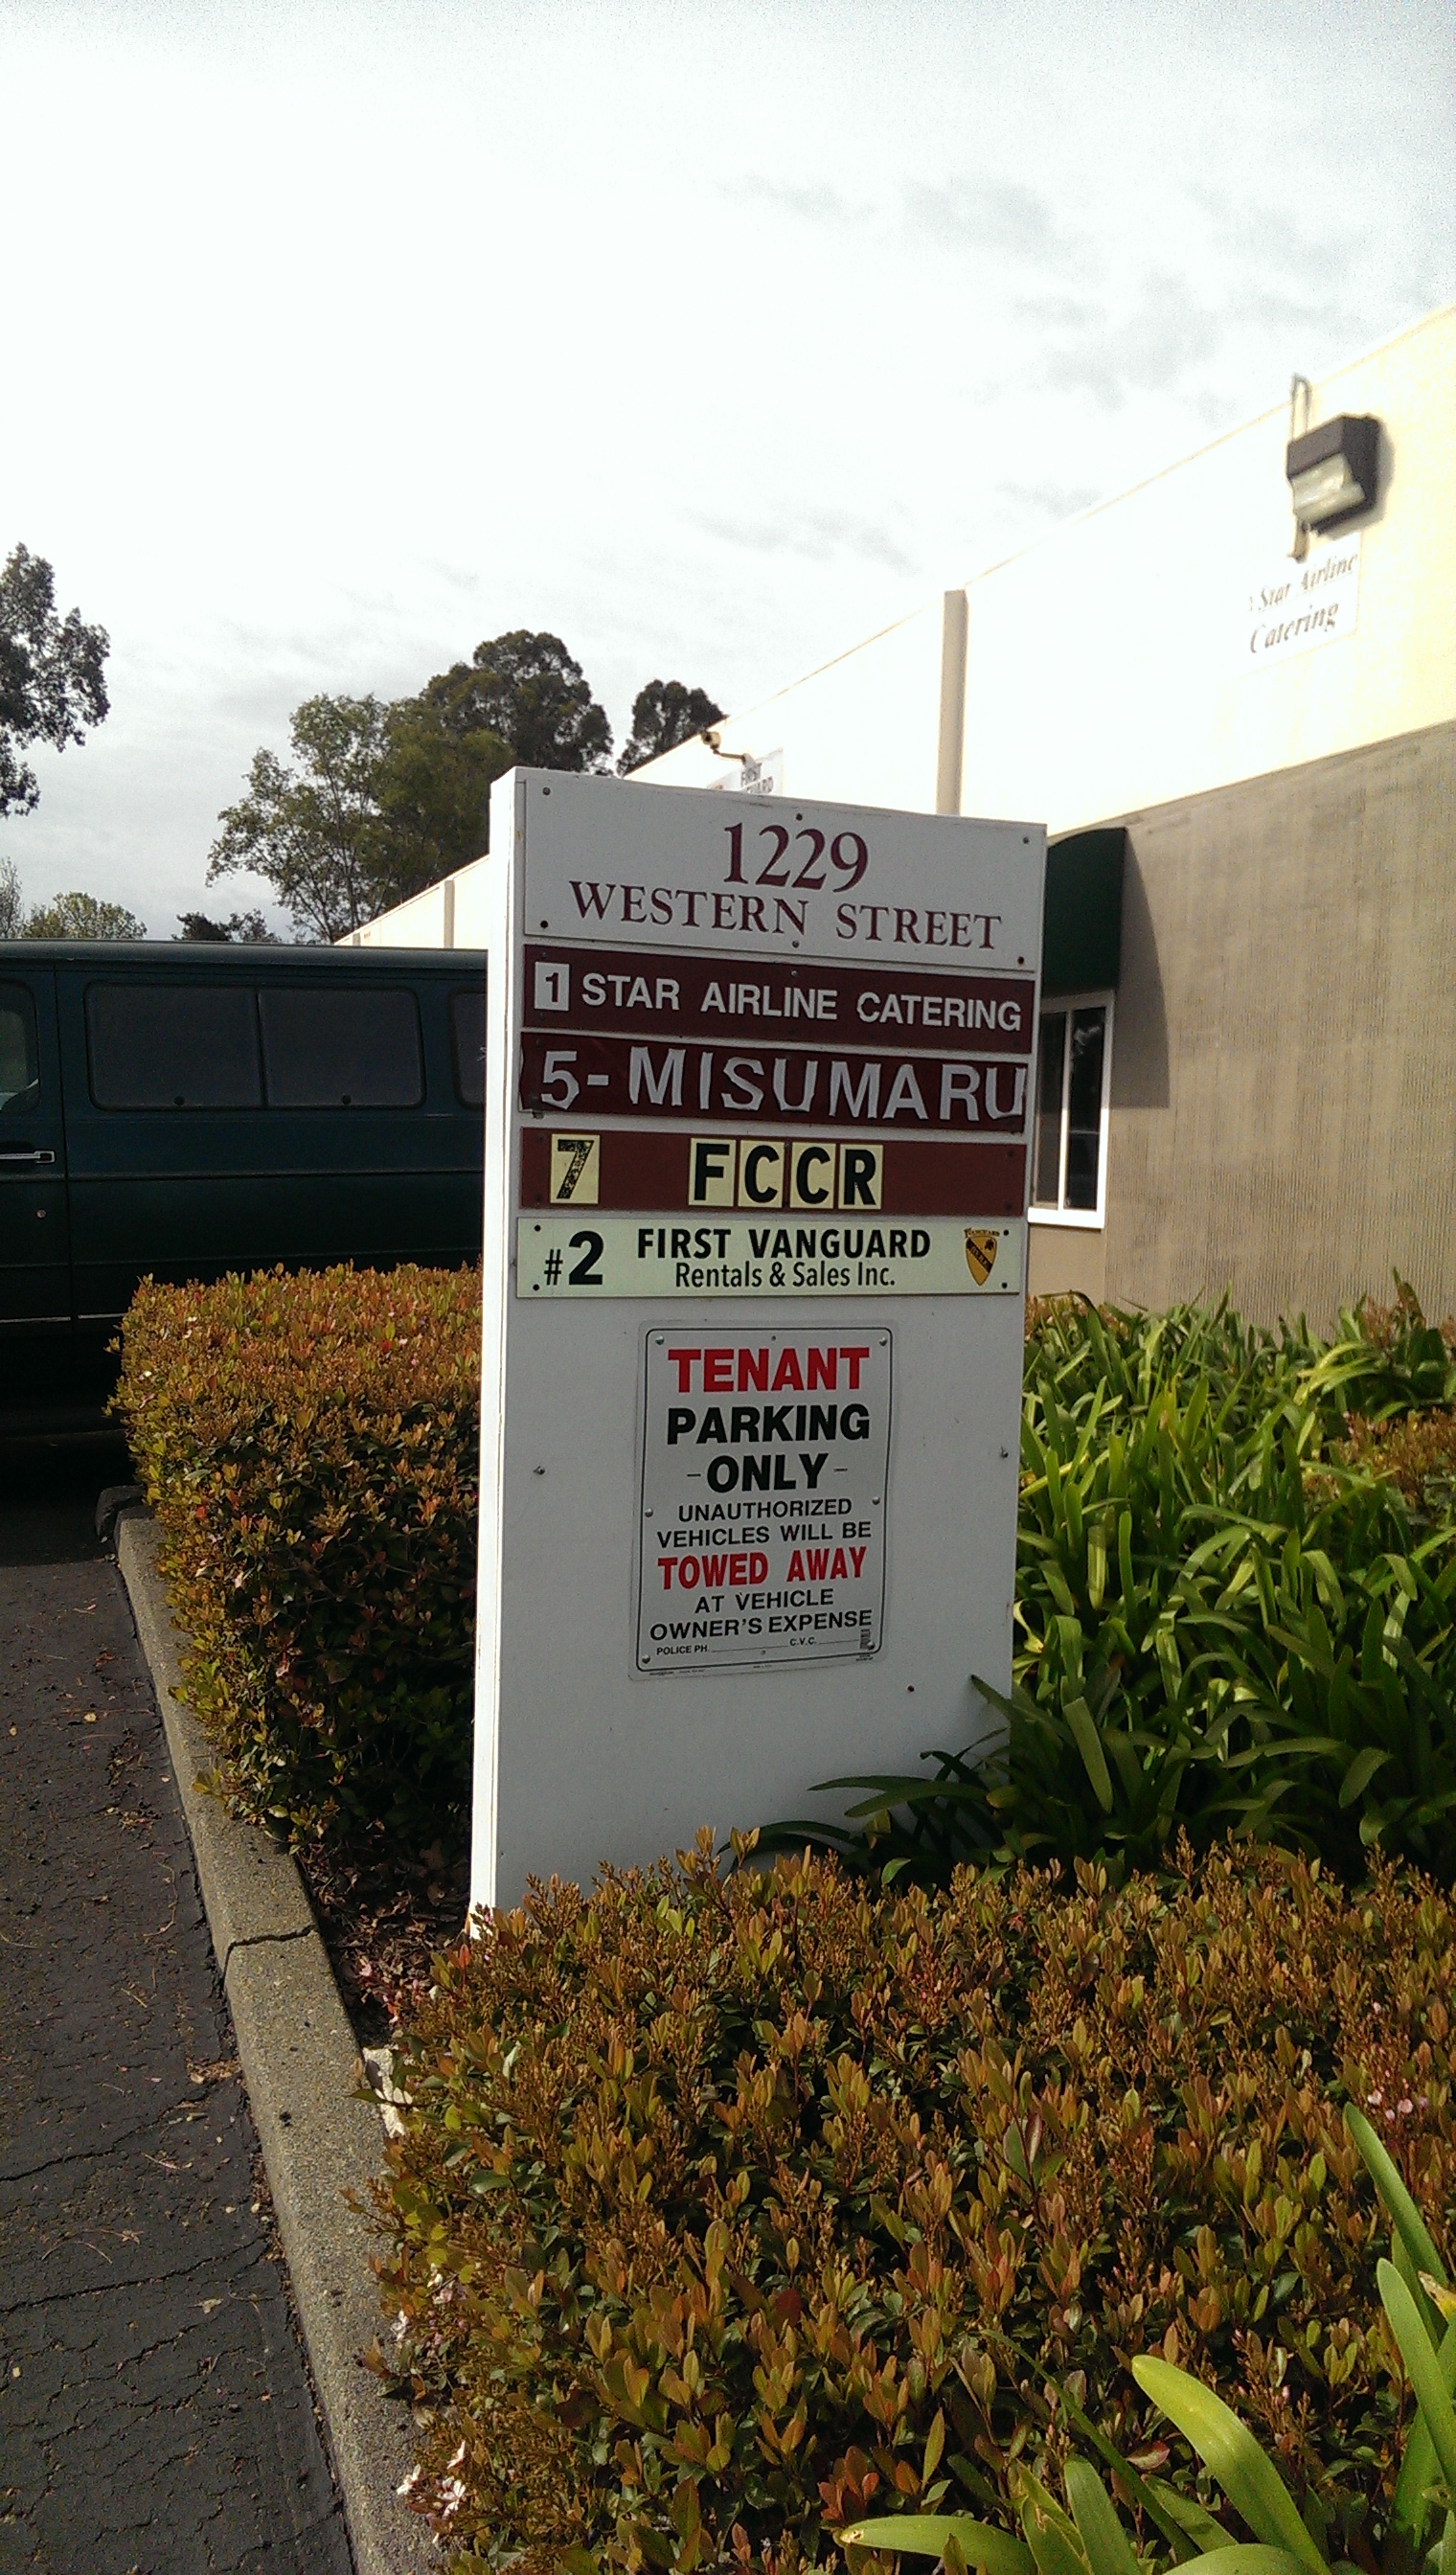 1229
WESTERN STREET
1 STAR AIRLINE CATERING
5-MISUMARU
7 FCCR
#2 FIRST VANGUARD
Rentals & Sales Inc.
TENANT
PARKING
-ONLY-
UNAUTHORIZED
VEHICLES WILL BE
TOWED AWAY
AT VEHICLE
OWNER'S EXPENSE
POLICE PH. C.V.C.
Star Airline
Catering
FIRST